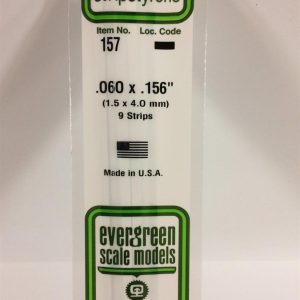 Item No. Loc. Code
157
.060 x .156"
(1.5 x 4.0 mm)
9 Strips
Made in U.S.A.
evergreen
scale models